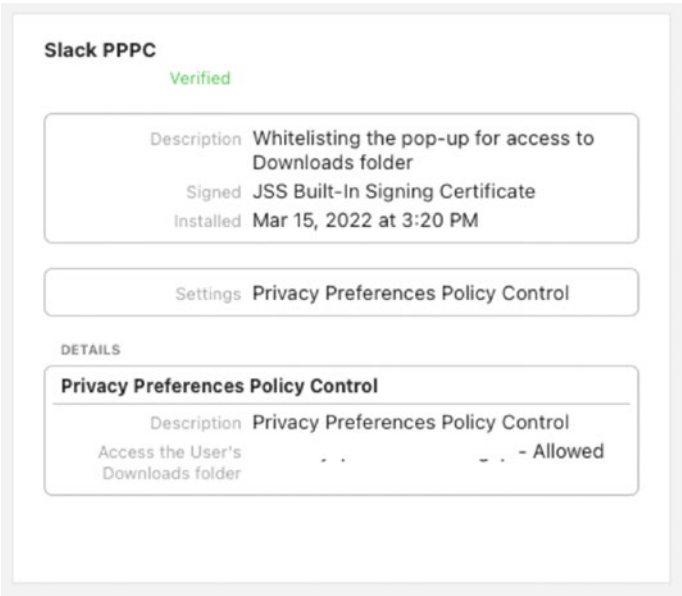 Slack PPPC
Verified
Description Whitelisting the pop-up for access to
Downloads folder
Signed JSS Built-In Signing Certificate
Installed Mar 15, 2022 at 3:20 PM
Settings Privacy Preferences Policy Control
DETAILS
Privacy Preferences Policy Control
Description Privacy Preferences Policy Control
Access the User's - Allowed
Downloads folder